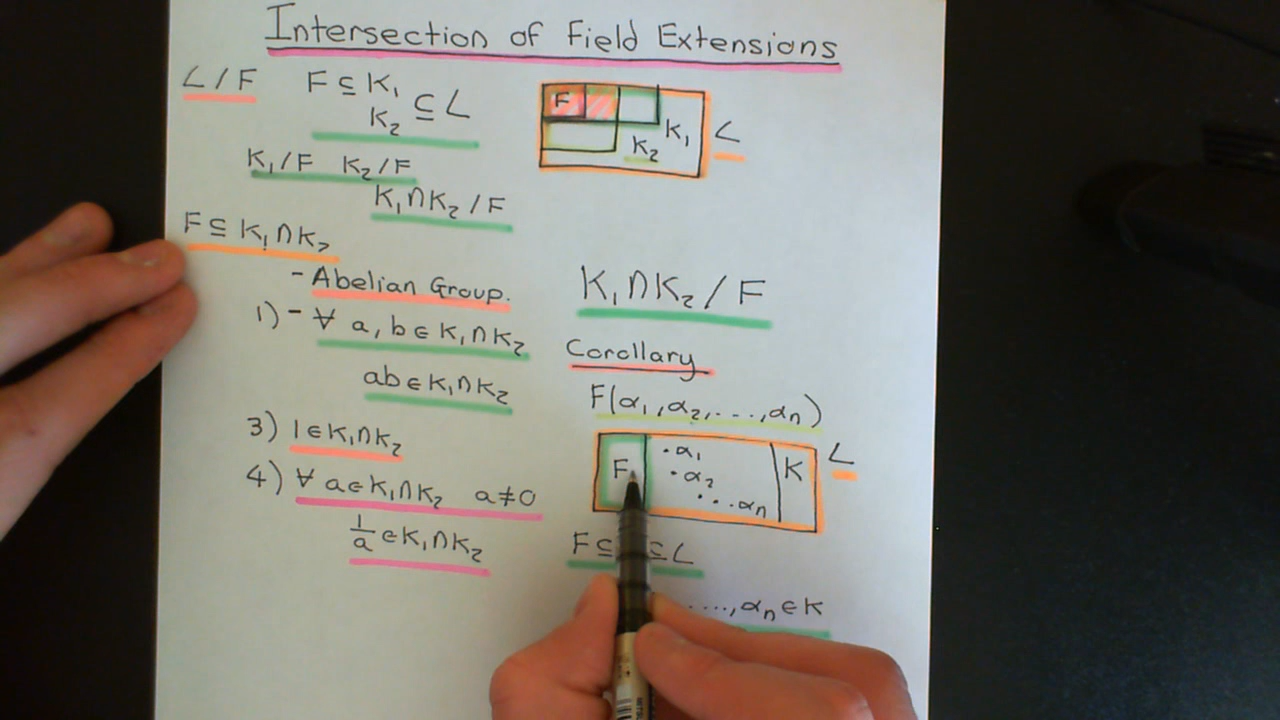 Intersection of Field Extensions
L/F F⊆K₁
K₂ ⊆L
K₁/F K₂/F
K₁∩K₂/F
F⊆K₁∩K₂
- Abelian Group.
1) - ∀ a,b∈K₁∩K₂
ab∈K₁∩K₂
3) 1∈K₁∩K₂
4) ∀ a∈K₁∩K₂ a≠0
1/a ∈K₁∩K₂
F
K₁ L
K₂
K₁∩K₂/F
Corollary
F(α₁,α₂,...,αₙ)
F ·α₁ K L
·α₂
...αₙ
F⊆ ⊆L
...,αₙ∈K